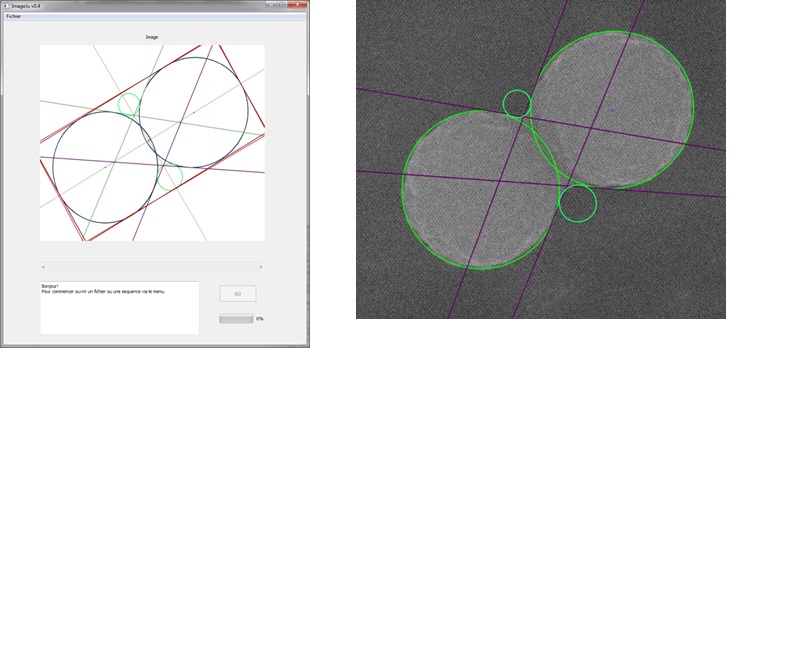 ImageJu v0.4
Fichier
Image
Bonjour!
Pour commencer ouvrir un fichier ou une sequence via le menu.
GO
0%